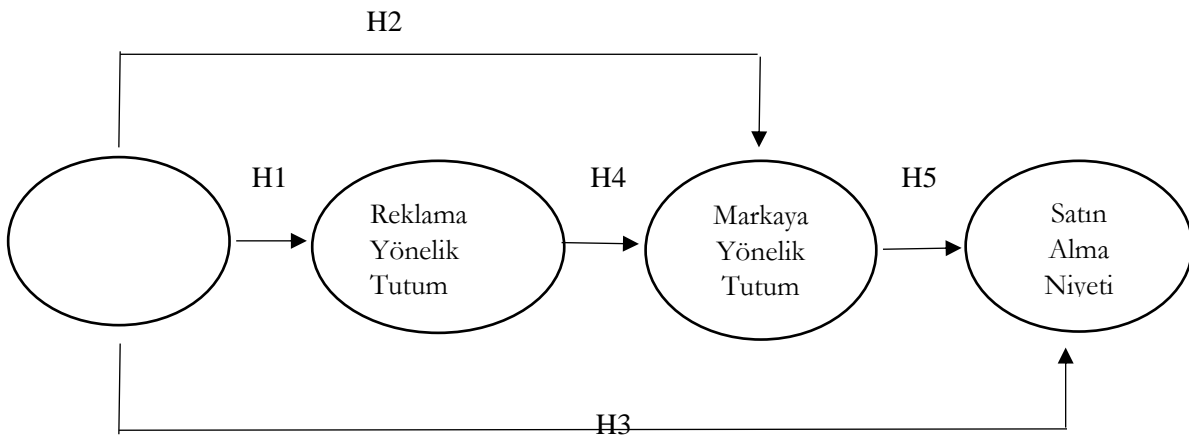 H2
H1
H4
H5
Reklama
Yönelik
Tutum
Markaya
Yönelik
Tutum
Satın
Alma
Niyeti
H3